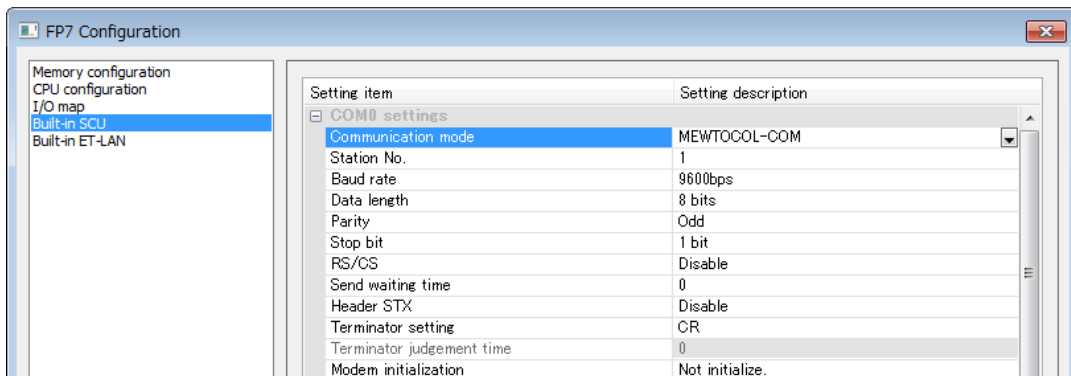 FP7 Configuration
Memory configuration
CPU configuration
I/O map
Built-in SCU
Built-in ET-LAN
Setting item Setting description
COM0 settings
Communication mode MEWTOCOL-COM
Station No. 1
Baud rate 9600bps
Data length 8 bits
Parity Odd
Stop bit 1 bit
RS/CS Disable
Send waiting time 0
Header STX Disable
Terminator setting CR
Terminator judgement time 0
Modem initialization Not initialize.